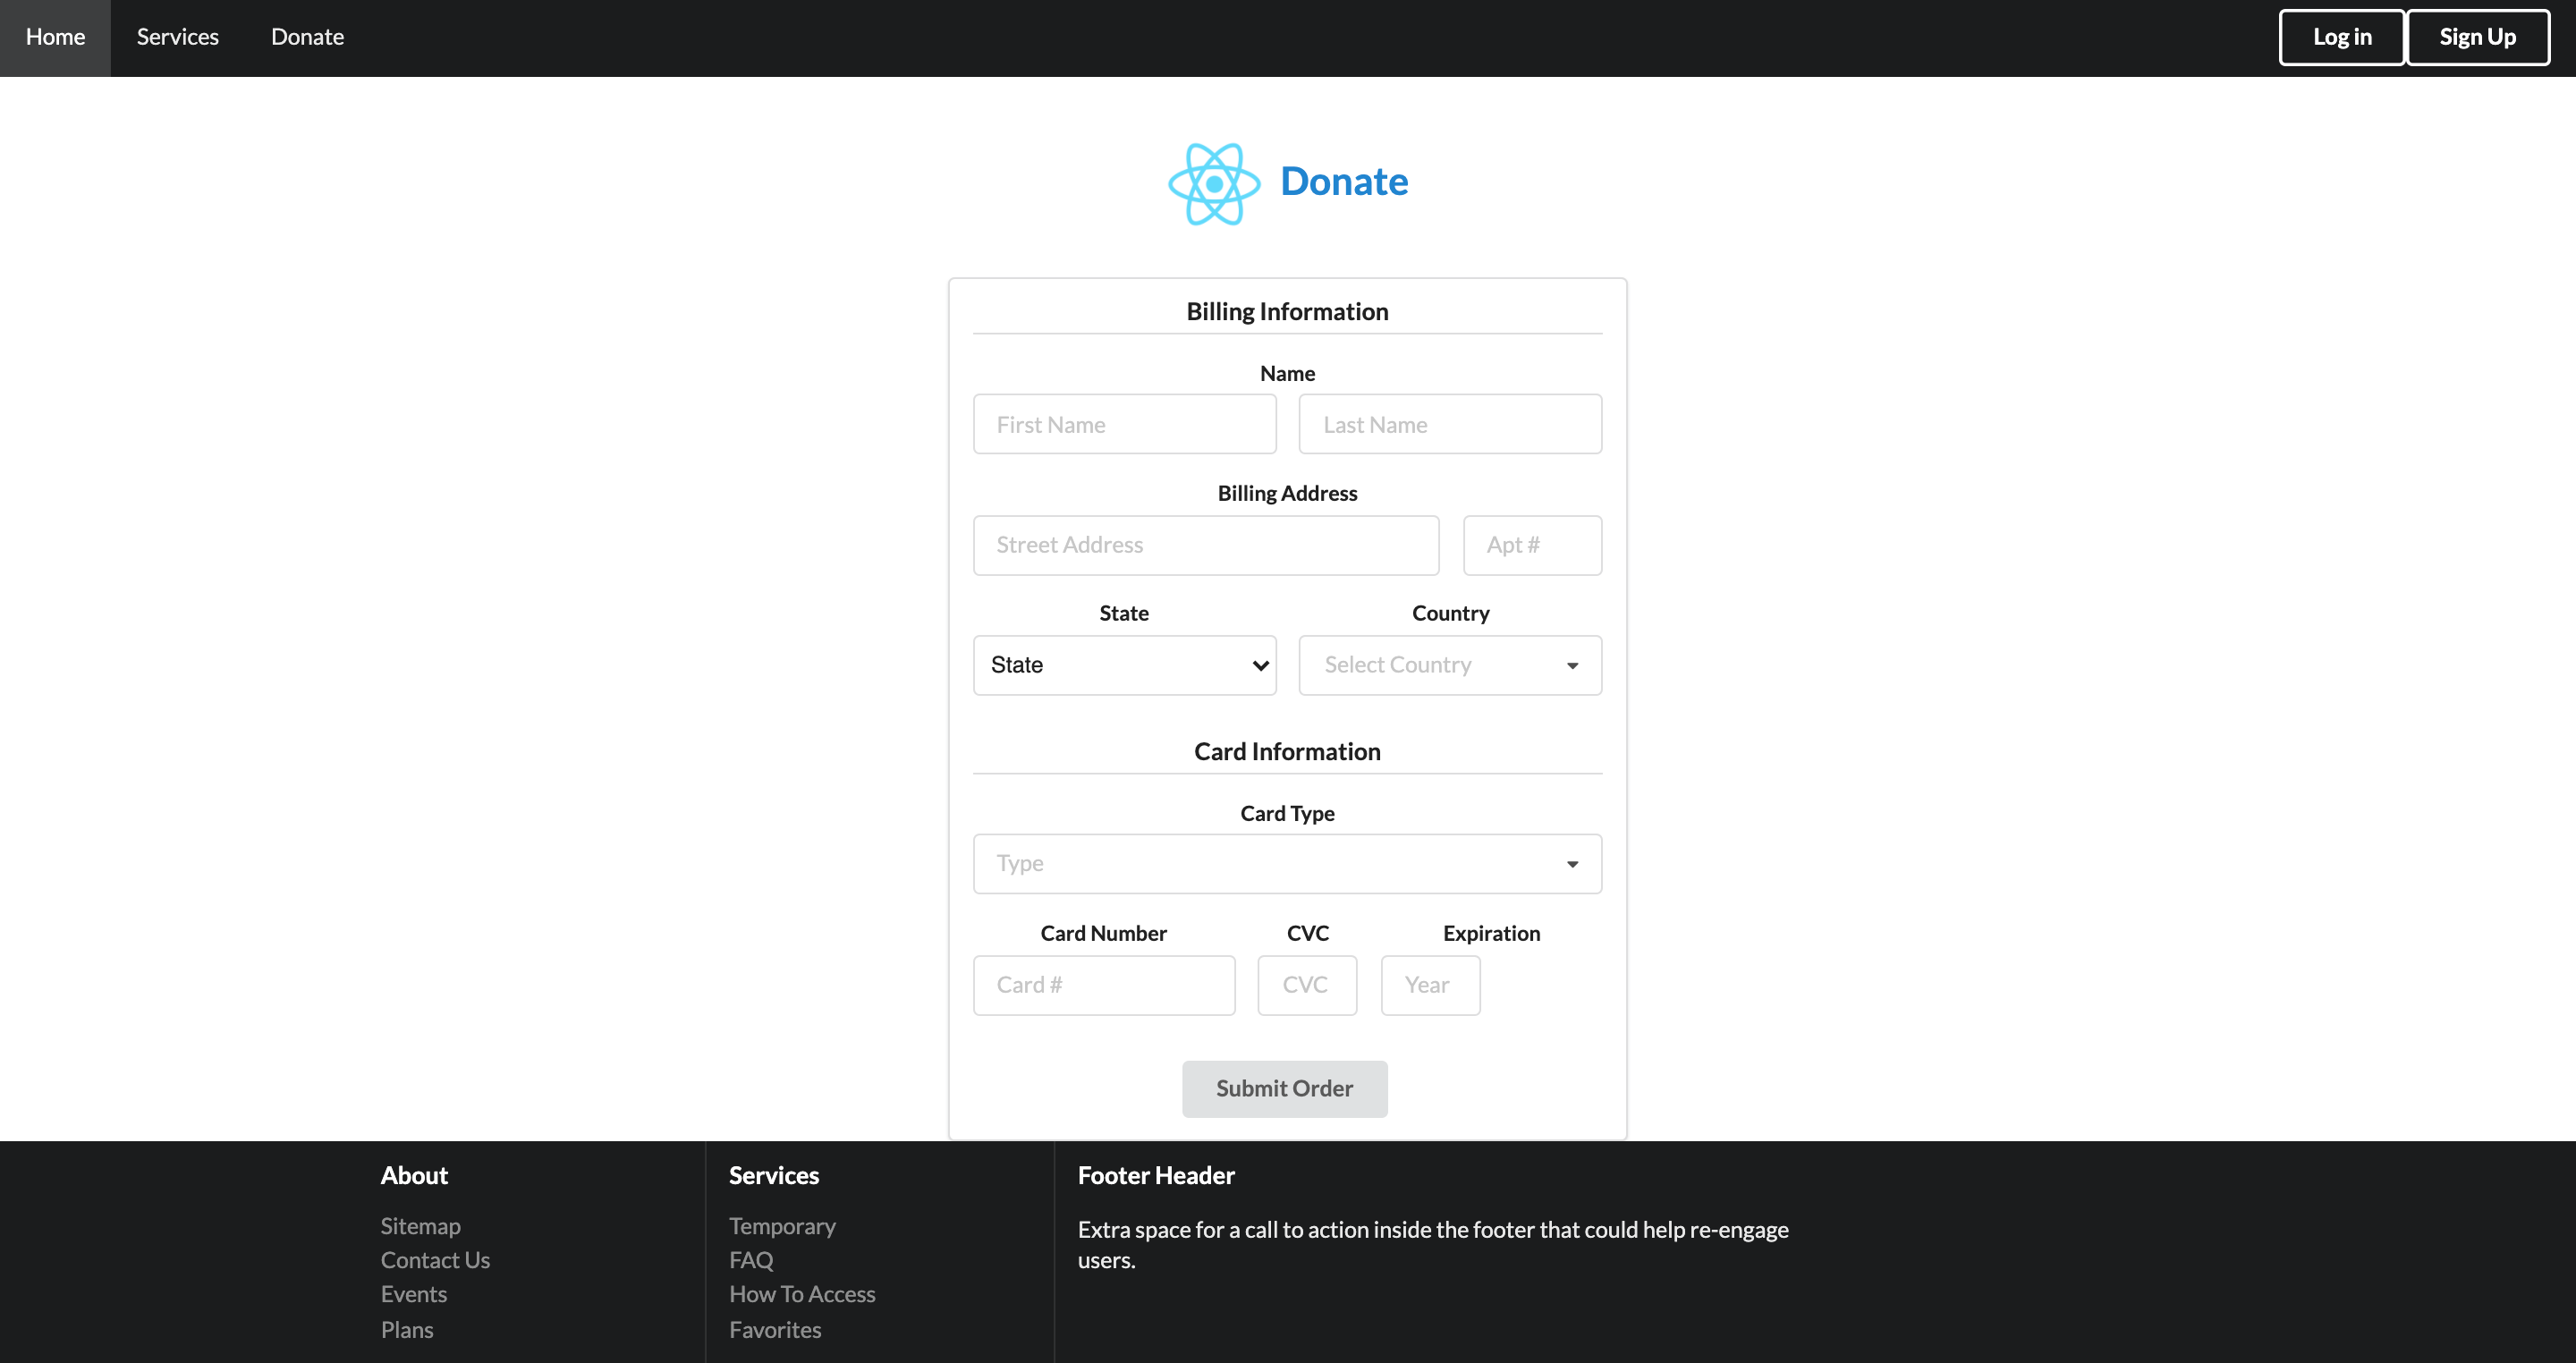 Home Services Donate Log in Sign Up
Donate
Billing Information
Name
First Name Last Name
Billing Address
Street Address Apt #
State Country
State Select Country
Card Information
Card Type
Type
Card Number CVC Expiration
Card # CVC Year
Submit Order
About
Sitemap
Contact Us
Events
Plans
Services
Temporary
FAQ
How To Access
Favorites
Footer Header
Extra space for a call to action inside the footer that could help re-engage
users.